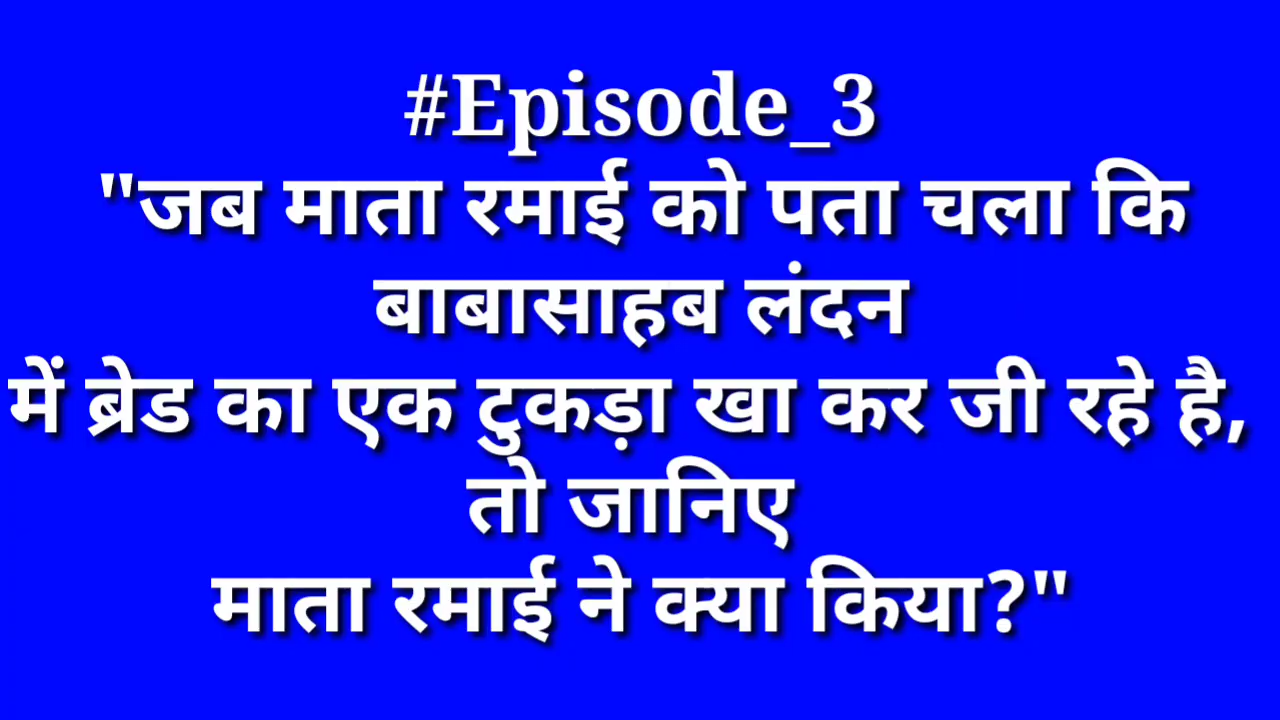 #Episode_3
"जब माता रमाई को पता चला कि
बाबासाहब लंदन
में ब्रेड का एक टुकड़ा खा कर जी रहे है,
तो जानिए
माता रमाई ने क्या किया?"